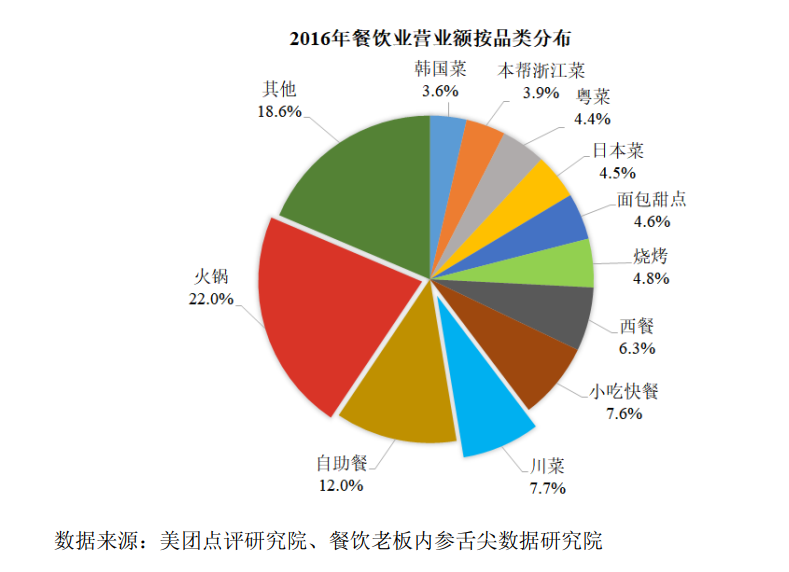 2016年餐饮业营业额按品类分布
韩国菜
3.6%
本帮浙江菜
3.9%
粤菜
4.4%
日本菜
4.5%
面包甜点
4.6%
烧烤
4.8%
西餐
6.3%
小吃快餐
7.6%
川菜
7.7%
自助餐
12.0%
火锅
22.0%
其他
18.6%
数据来源：美团点评研究院、餐饮老板内参舌尖数据研究院